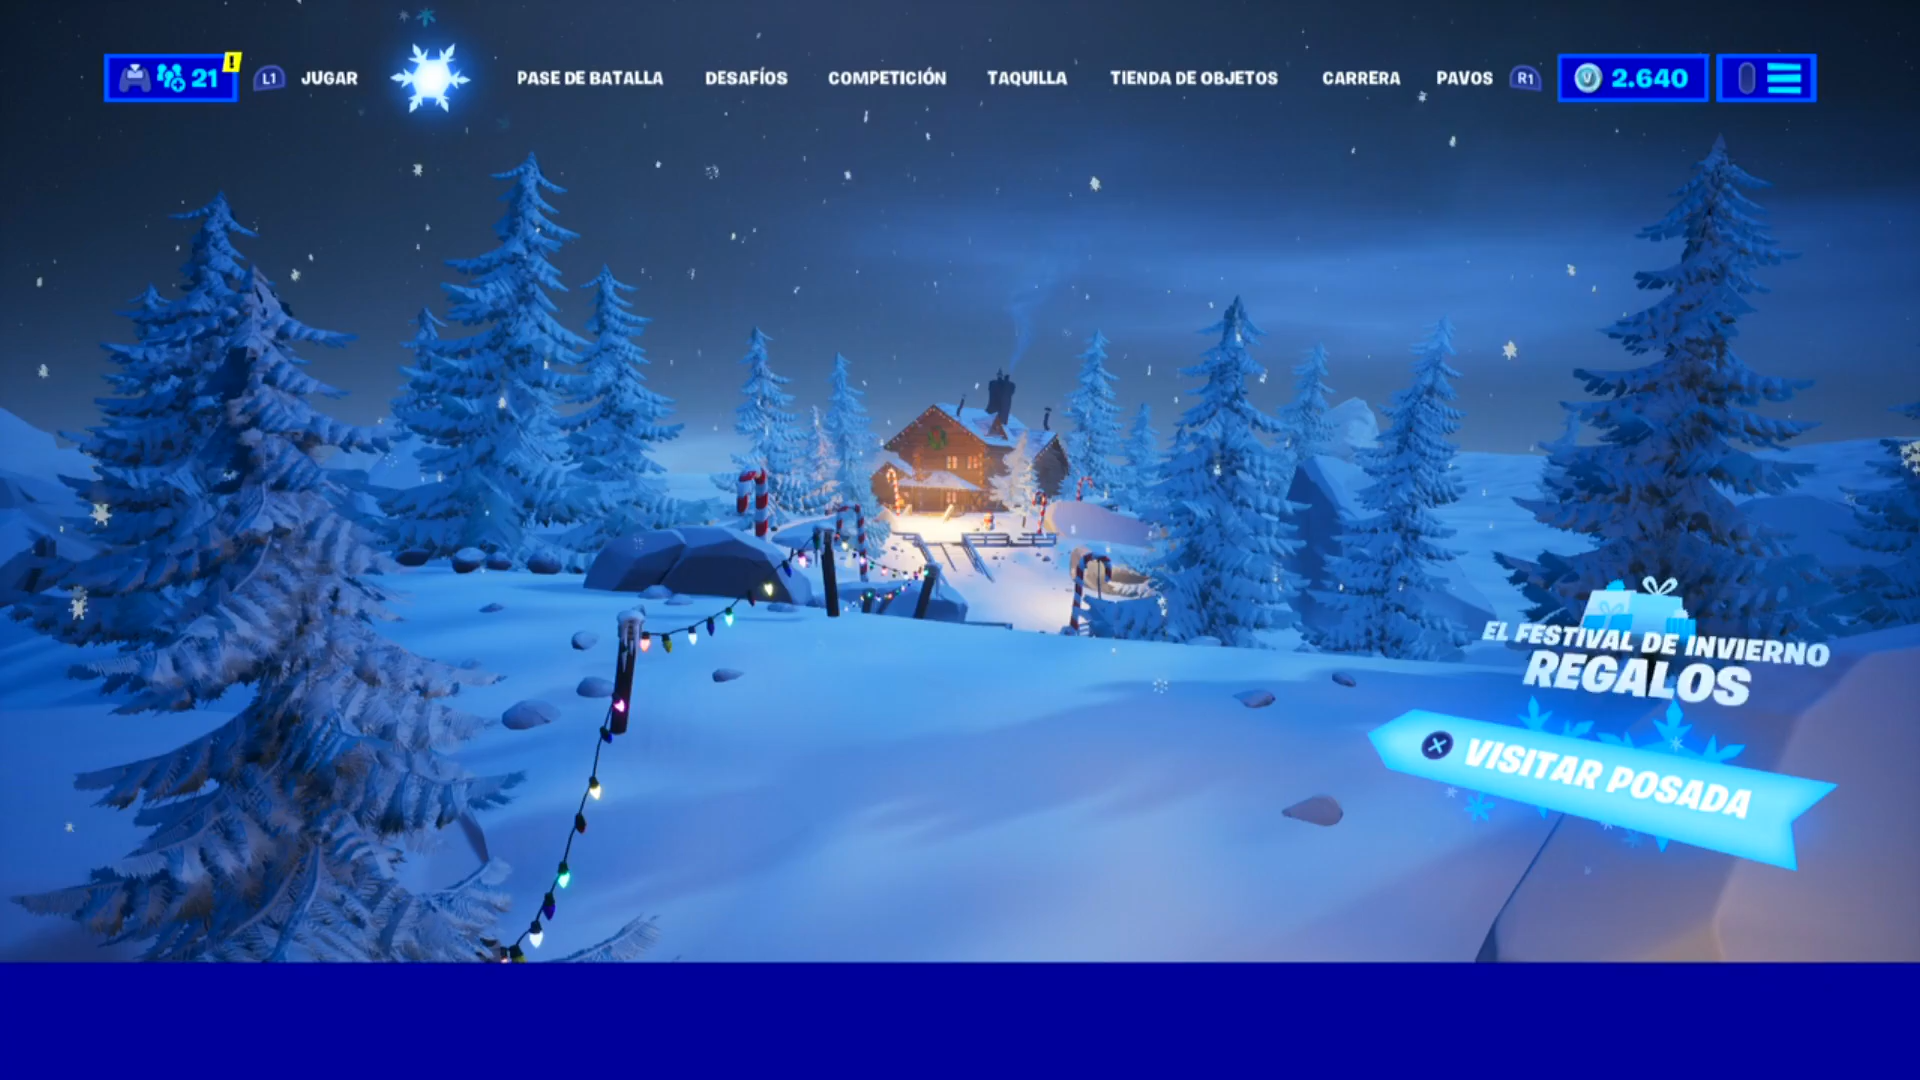 21 ! L1 JUGAR PASE DE BATALLA DESAFÍOS COMPETICIÓN TAQUILLA TIENDA DE OBJETOS CARRERA PAVOS R1 V 2.640
EL FESTIVAL DE INVIERNO
REGALOS
VISITAR POSADA